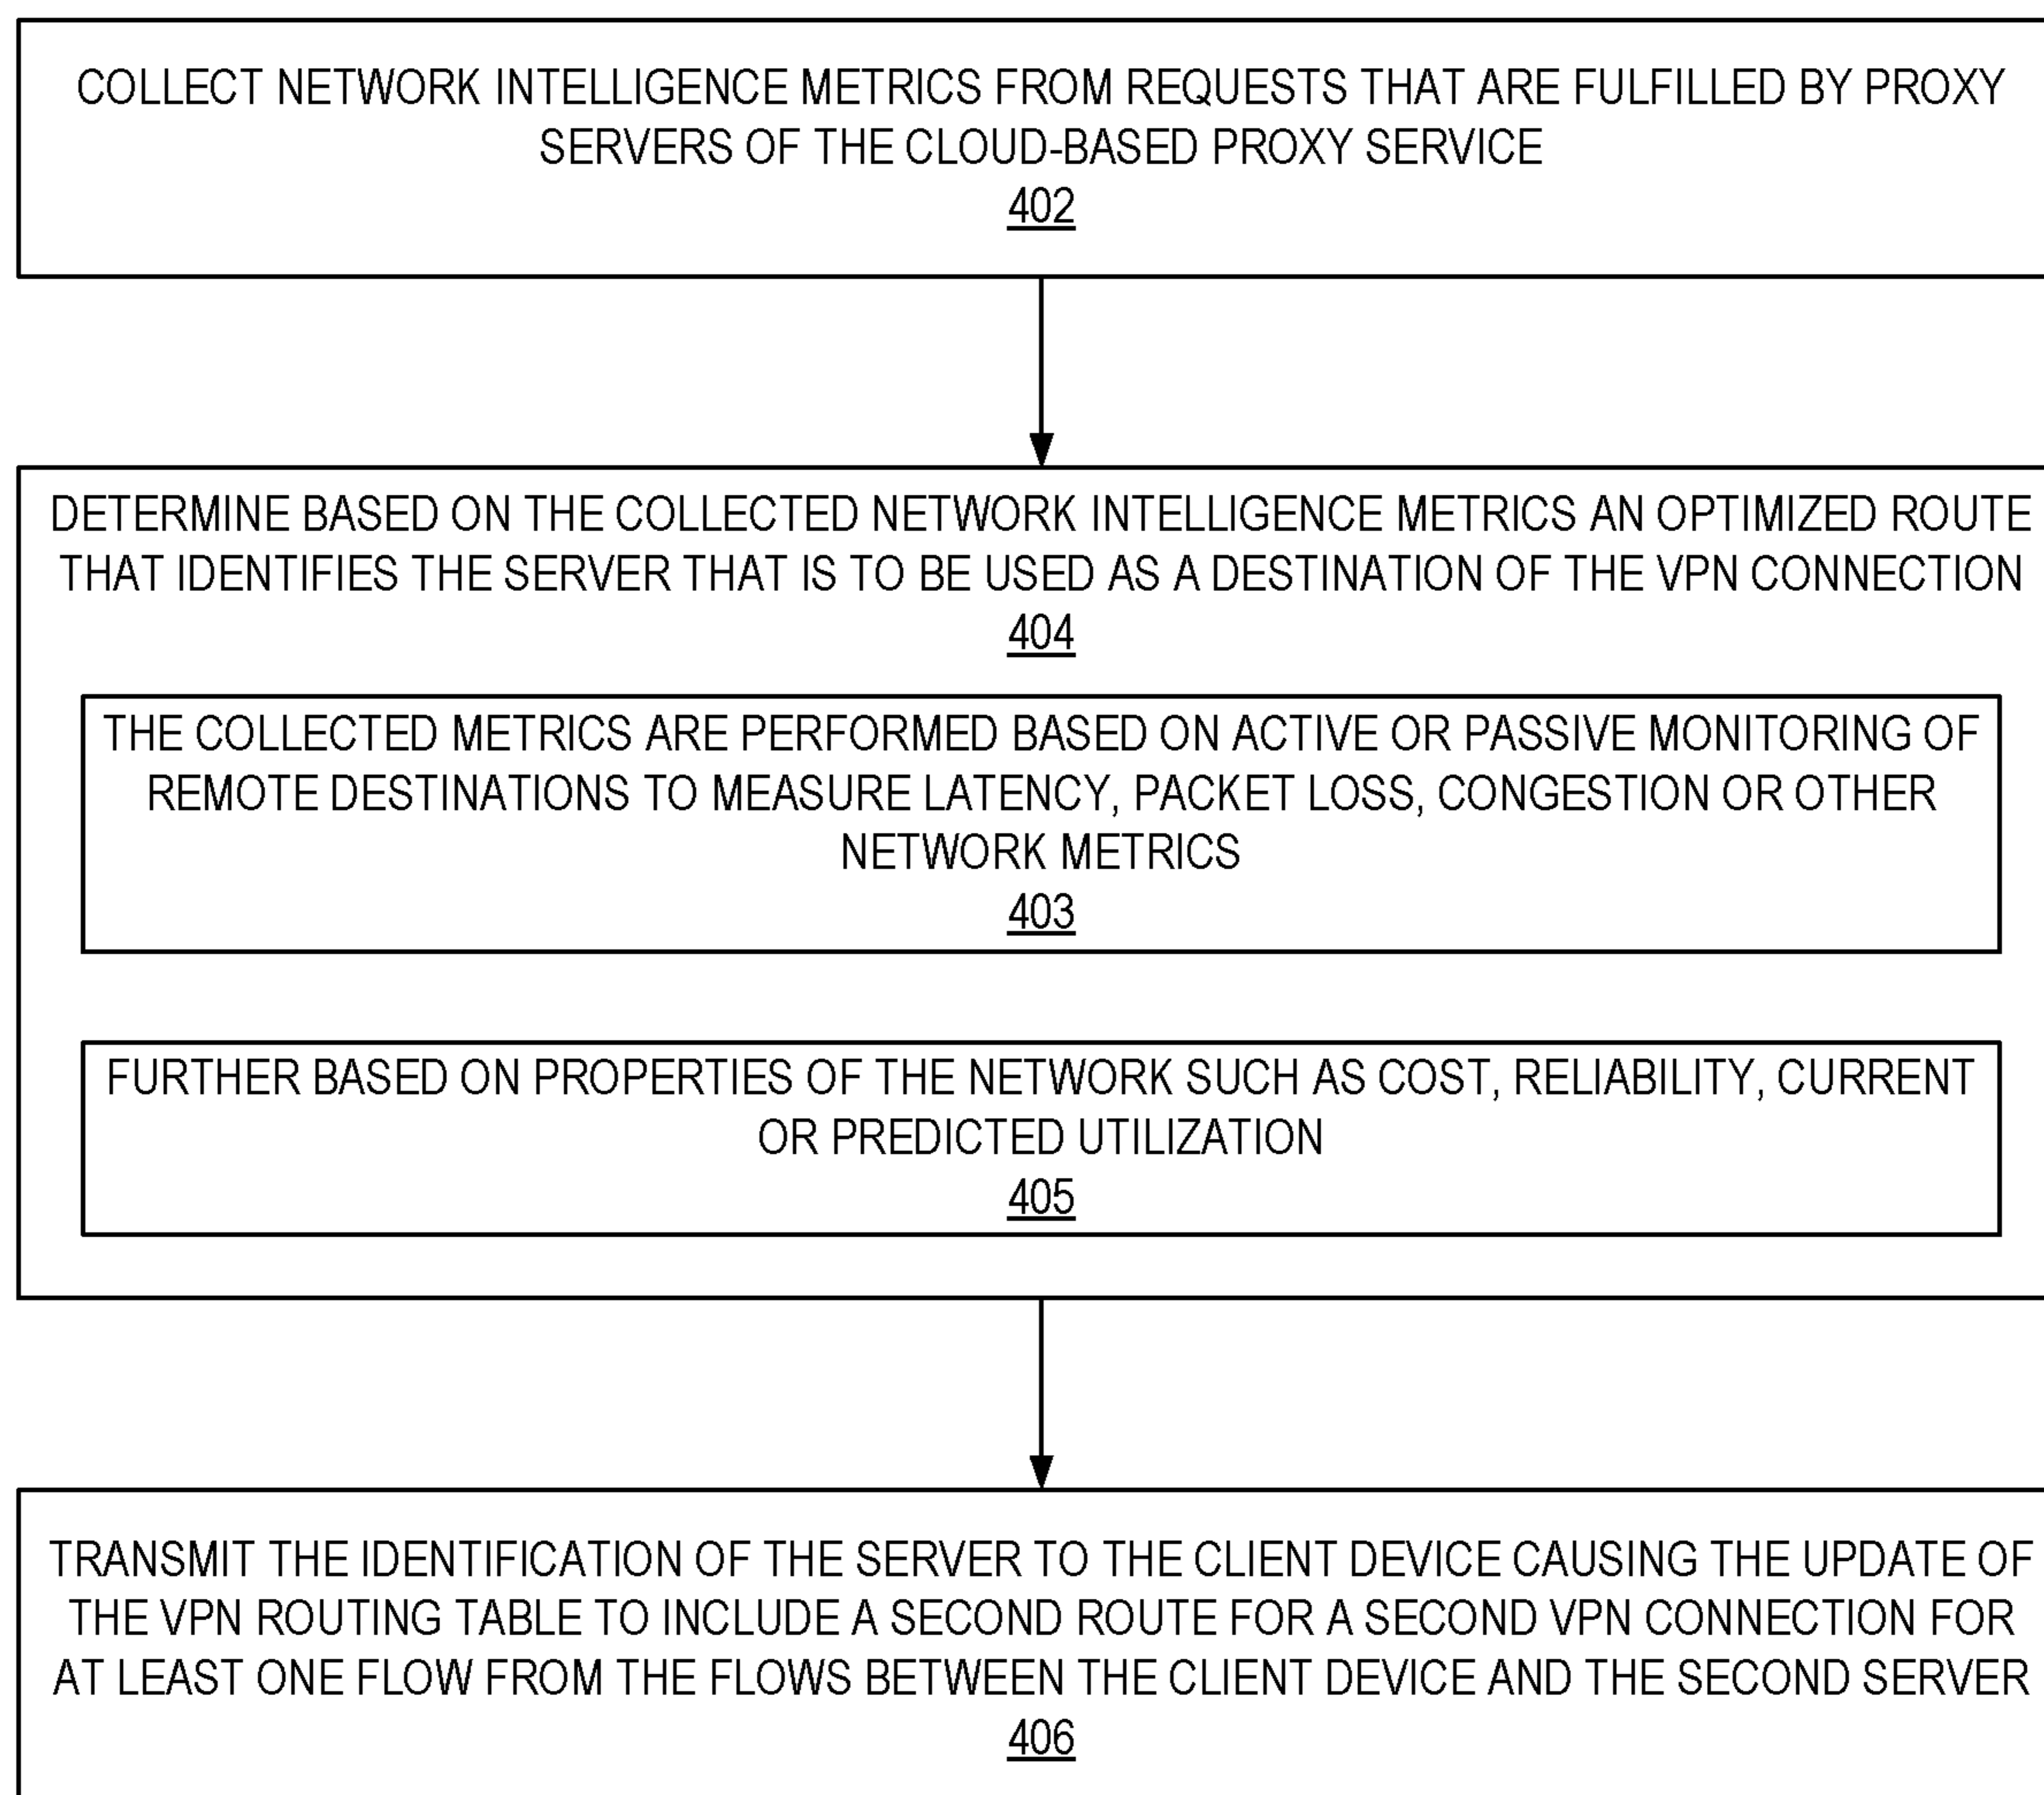 COLLECT NETWORK INTELLIGENCE METRICS FROM REQUESTS THAT ARE FULFILLED BY PROXY
SERVERS OF THE CLOUD-BASED PROXY SERVICE
402
DETERMINE BASED ON THE COLLECTED NETWORK INTELLIGENCE METRICS AN OPTIMIZED ROUTE
THAT IDENTIFIES THE SERVER THAT IS TO BE USED AS A DESTINATION OF THE VPN CONNECTION
404
THE COLLECTED METRICS ARE PERFORMED BASED ON ACTIVE OR PASSIVE MONITORING OF
REMOTE DESTINATIONS TO MEASURE LATENCY, PACKET LOSS, CONGESTION OR OTHER
NETWORK METRICS
403
FURTHER BASED ON PROPERTIES OF THE NETWORK SUCH AS COST, RELIABILITY, CURRENT
OR PREDICTED UTILIZATION
405
TRANSMIT THE IDENTIFICATION OF THE SERVER TO THE CLIENT DEVICE CAUSING THE UPDATE OF
THE VPN ROUTING TABLE TO INCLUDE A SECOND ROUTE FOR A SECOND VPN CONNECTION FOR
AT LEAST ONE FLOW FROM THE FLOWS BETWEEN THE CLIENT DEVICE AND THE SECOND SERVER
406